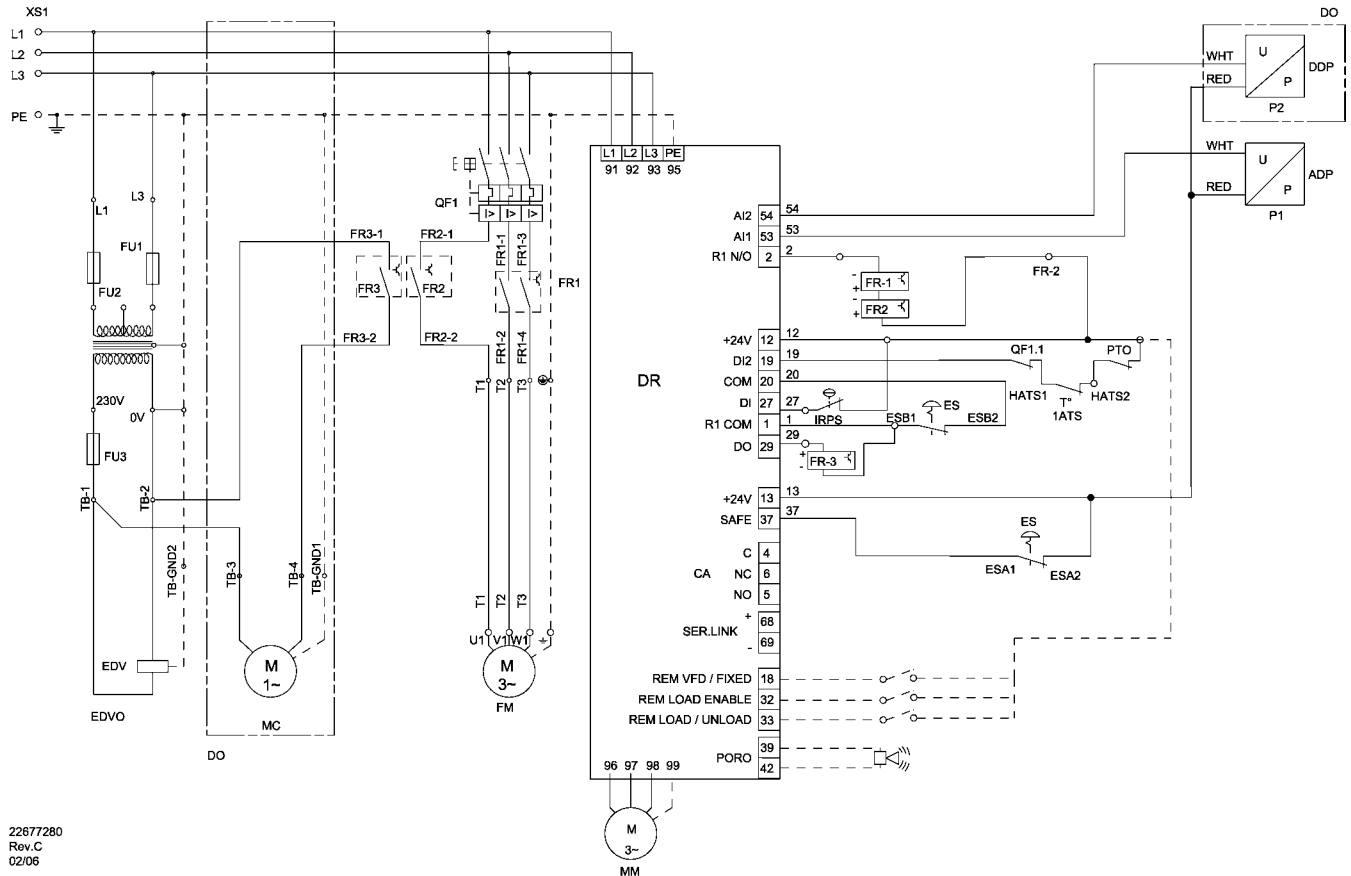 XS1
DO
L1
L2
L3
PE
WHT
RED
U
P
DDP
P2
WHT
RED
U
P
ADP
P1
L1 L2 L3 PE
91 92 93 95
QF1
I> I> I>
L1
L3
FU1
FU2
FR3-1
FR2-1
FR1-1
FR1-3
FR3
FR2
FR1
FR3-2
FR2-2
FR1-2
FR1-4
T1
T2
T3
230V
0V
FU3
TB-1
TB-2
TB-GND2
TB-3
TB-4
TB-GND1
T1
T2
T3
U1 V1 W1
EDV
EDVO
M
1~
MC
DO
M
3~
FM
DR
AI2 54 54
AI1 53 53
R1 N/O 2 2
- FR-1
+
- FR2
+
FR-2
+24V 12 12
DI2 19 19
COM 20 20
DI 27 27
R1 COM 1 1
DO 29 29
QF1.1
PTO
HATS1
T°
1ATS
HATS2
IRPS
ESB1
ES
ESB2
+
-
FR-3
+24V 13 13
SAFE 37 37
ES
ESA1
ESA2
C 4
CA NC 6
NO 5
+ 68
SER.LINK
- 69
REM VFD / FIXED 18
REM LOAD ENABLE 32
REM LOAD / UNLOAD 33
PORO 39
42
96 97 98 99
M
3~
MM
22677280
Rev.C
02/06